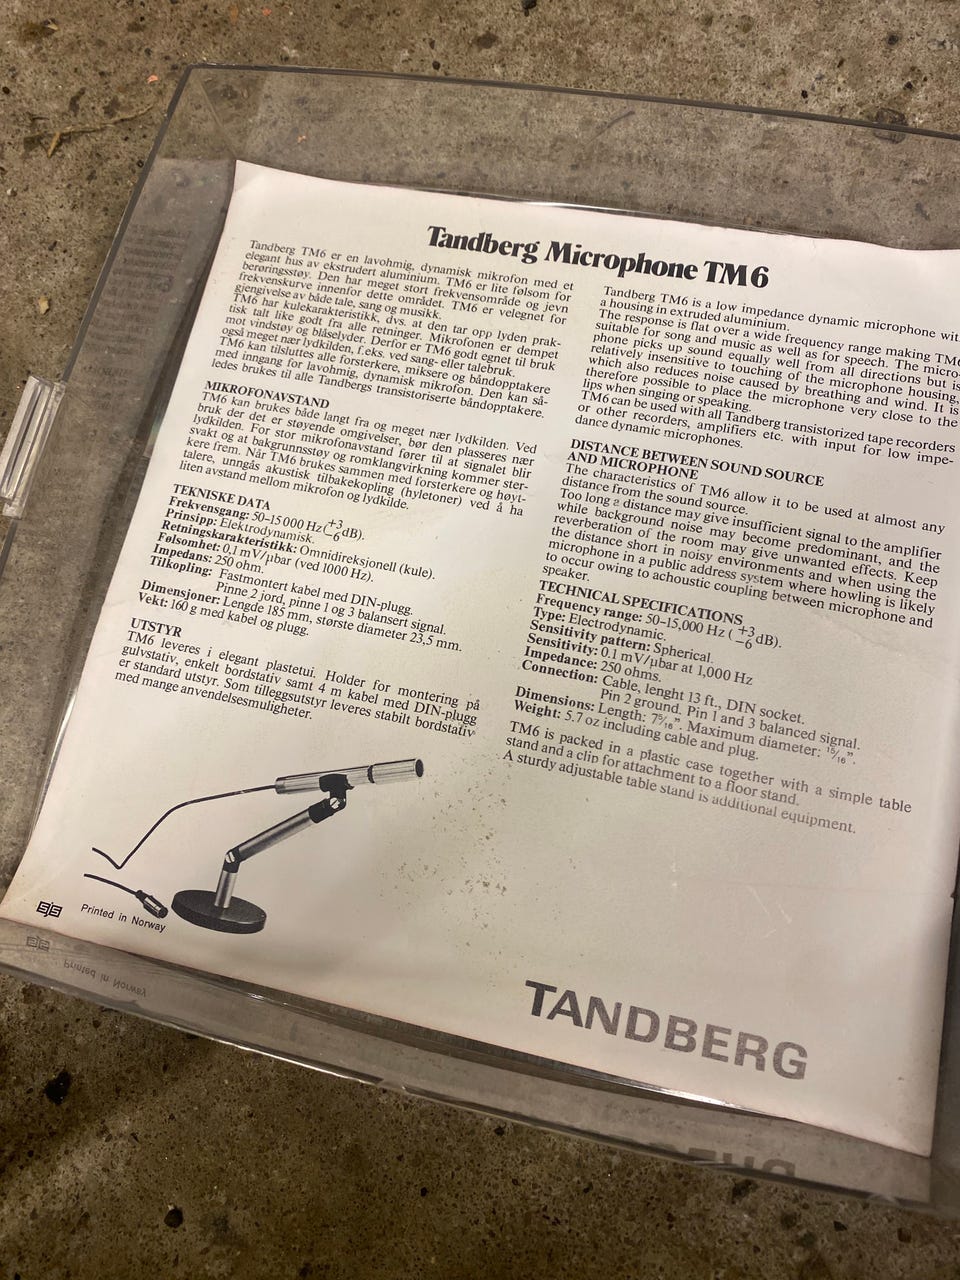 Tandberg Microphone TM6
Tandberg TM6 er en lavohmig, dynamisk mikrofon med et
elegant hus av ekstrudert aluminium. TM6 er lite følsom for
berøringsstøy. Den har meget stort frekvensområde og jevn
frekvenskurve innenfor dette området. TM6 er velegnet for
gjengivelse av både tale, sang og musikk.
TM6 har kulekarakteristikk, dvs. at den tar opp lyden prak-
tisk talt like godt fra alle retninger. Mikrofonen er dempet
mot vindstøy og blåselyder. Derfor er TM6 godt egnet til bruk
også meget nær lydkilden, f.eks. ved sang- eller talebruk.
TM6 kan tilsluttes alle forsterkere, miksere og båndopptakere
med inngang for lavohmig, dynamisk mikrofon. Den kan så-
ledes brukes til alle Tandbergs transistoriserte båndopptakere.
MIKROFONAVSTAND
TM6 kan brukes både langt fra og meget nær lydkilden. Ved
bruk der det er støyende omgivelser, bør den plasseres nær
lydkilden. For stor mikrofonavstand fører til at signalet blir
svakt og at bakgrunnsstøy og romklangvirkning kommer ster-
kere frem. Når TM6 brukes sammen med forsterkere og høyt-
talere, unngås akustisk tilbakekopling (hyletoner) ved å ha
liten avstand mellom mikrofon og lydkilde.
TEKNISKE DATA
Frekvensgang: 50–15 000 Hz (+3 −6 dB).
Prinsipp: Elektrodynamisk.
Retningskarakteristikk: Omnidireksjonell (kule).
Følsomhet: 0,1 mV/μbar (ved 1000 Hz).
Impedans: 250 ohm.
Tilkopling: Fastmontert kabel med DIN-plugg.
Pinne 2 jord, pinne 1 og 3 balansert signal.
Dimensjoner: Lengde 185 mm, største diameter 23,5 mm.
Vekt: 160 g med kabel og plugg.
UTSTYR
TM6 leveres i elegant plastetui. Holder for montering på
gulvstativ, enkelt bordstativ samt 4 m kabel med DIN-plugg
er standard utstyr. Som tilleggsutstyr leveres stabilt bordstativ
med mange anvendelsesmuligheter.
Printed in Norway
Tandberg TM6 is a low impedance dynamic microphone wit
a housing in extruded aluminium.
The response is flat over a wide frequency range making TM6
suitable for song and music as well as for speech. The micro-
phone picks up sound equally well from all directions but is
relatively insensitive to touching of the microphone housing,
which also reduces noise caused by breathing and wind. It is
therefore possible to place the microphone very close to the
lips when singing or speaking.
TM6 can be used with all Tandberg transistorized tape recorders
or other recorders, amplifiers etc. with input for low impe-
dance dynamic microphones.
DISTANCE BETWEEN SOUND SOURCE
AND MICROPHONE
The characteristics of TM6 allow it to be used at almost any
distance from the sound source.
Too long a distance may give insufficient signal to the amplifier
while background noise may become predominant, and the
reverberation of the room may give unwanted effects. Keep
the distance short in noisy environments and when using the
microphone in a public address system where howling is likely
to occur owing to achoustic coupling between microphone and
speaker.
TECHNICAL SPECIFICATIONS
Frequency range: 50–15,000 Hz (+3 −6 dB).
Type: Electrodynamic.
Sensitivity pattern: Spherical.
Sensitivity: 0.1 mV/μbar at 1,000 Hz
Impedance: 250 ohms.
Connection: Cable, lenght 13 ft., DIN socket.
Pin 2 ground. Pin 1 and 3 balanced signal.
Dimensions: Length: 7 5/16". Maximum diameter: 15/16".
Weight: 5.7 oz including cable and plug.
TM6 is packed in a plastic case together with a simple table
stand and a clip for attachment to a floor stand.
A sturdy adjustable table stand is additional equipment.
TANDBERG